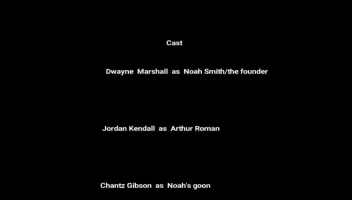 Cast
Dwayne Marshall as Noah Smith/the founder
Jordan Kendall as Arthur Roman
Chantz Gibson as Noah's goon